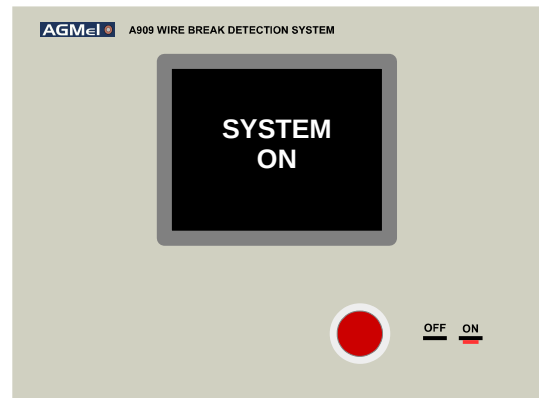 AGMel A909 WIRE BREAK DETECTION SYSTEM
SYSTEM
ON
OFF ON